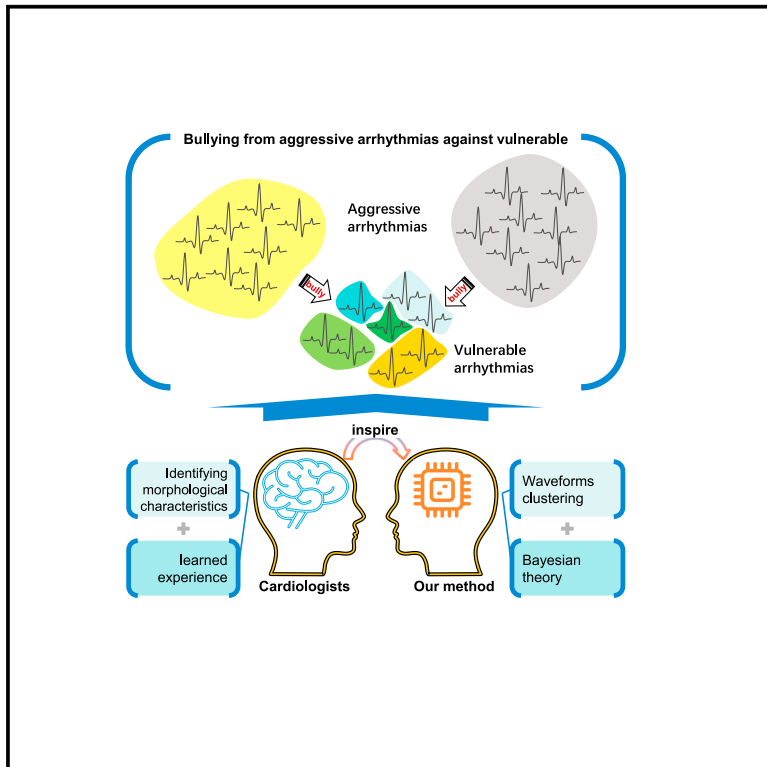 Bullying from aggressive arrhythmias against vulnerable
Aggressive
arrhythmias
bully
bully
Vulnerable
arrhythmias
inspire
Identifying
morphological
characteristics
+
learned
experience
Cardiologists
Our method
Waveforms
clustering
+
Bayesian
theory